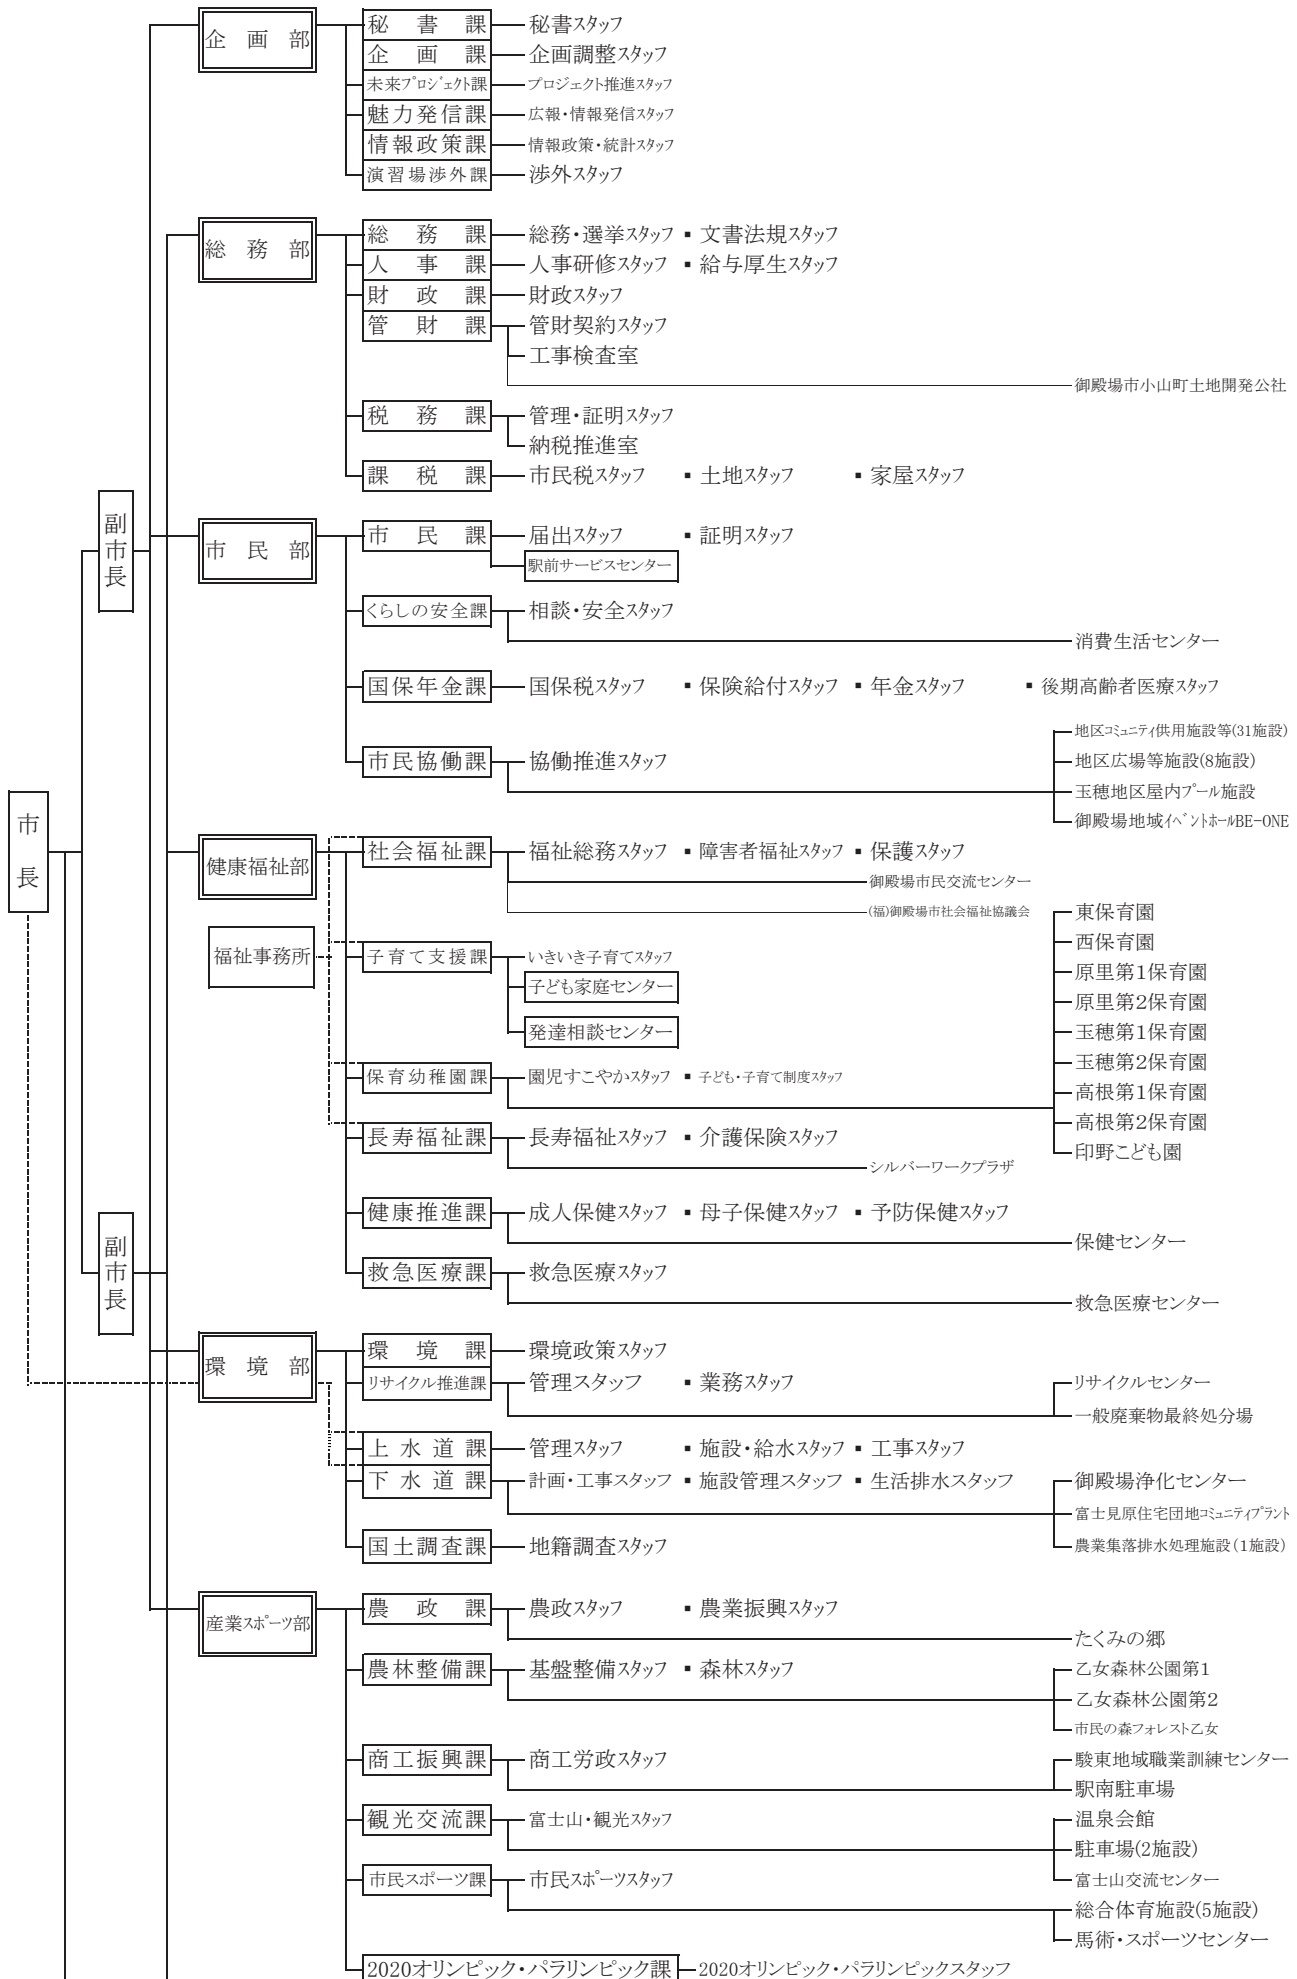 企画部
秘書課 秘書スタッフ
企画課 企画調整スタッフ
未来プロジェクト課 プロジェクト推進スタッフ
魅力発信課 広報・情報発信スタッフ
情報政策課 情報政策・統計スタッフ
演習場渉外課 渉外スタッフ
総務部
総務課 総務・選挙スタッフ ▪ 文書法規スタッフ
人事課 人事研修スタッフ ▪ 給与厚生スタッフ
財政課 財政スタッフ
管財課 管財契約スタッフ
工事検査室
御殿場市小山町土地開発公社
税務課 管理・証明スタッフ
納税推進室
課税課 市民税スタッフ ▪ 土地スタッフ ▪ 家屋スタッフ
副市長
市民部
市民課 届出スタッフ ▪ 証明スタッフ
駅前サービスセンター
くらしの安全課 相談・安全スタッフ
消費生活センター
国保年金課 国保税スタッフ ▪ 保険給付スタッフ ▪ 年金スタッフ ▪ 後期高齢者医療スタッフ
地区コミュニティ供用施設等(31施設)
市民協働課 協働推進スタッフ 地区広場等施設(8施設)
玉穂地区屋内プール施設
御殿場地域イベントホールBE-ONE
市長
健康福祉部
社会福祉課 福祉総務スタッフ ▪ 障害者福祉スタッフ ▪ 保護スタッフ
御殿場市民交流センター
(福)御殿場市社会福祉協議会 東保育園
西保育園
福祉事務所
子育て支援課 いきいき子育てスタッフ
原里第1保育園
子ども家庭センター
原里第2保育園
発達相談センター 玉穂第1保育園
玉穂第2保育園
保育幼稚園課 園児すこやかスタッフ ▪ 子ども・子育て制度スタッフ
高根第1保育園
高根第2保育園
長寿福祉課 長寿福祉スタッフ ▪ 介護保険スタッフ
印野こども園
シルバーワークプラザ
健康推進課 成人保健スタッフ ▪ 母子保健スタッフ ▪ 予防保健スタッフ
保健センター
副市長
救急医療課 救急医療スタッフ
救急医療センター
環境部
環境課 環境政策スタッフ
リサイクル推進課 管理スタッフ ▪ 業務スタッフ リサイクルセンター
一般廃棄物最終処分場
上水道課 管理スタッフ ▪ 施設・給水スタッフ ▪ 工事スタッフ
下水道課 計画・工事スタッフ ▪ 施設管理スタッフ ▪ 生活排水スタッフ 御殿場浄化センター
富士見原住宅団地コミュニティプラント
国土調査課 地籍調査スタッフ 農業集落排水処理施設(1施設)
産業スポーツ部
農政課 農政スタッフ ▪ 農業振興スタッフ
たくみの郷
農林整備課 基盤整備スタッフ ▪ 森林スタッフ 乙女森林公園第1
乙女森林公園第2
市民の森フォレスト乙女
商工振興課 商工労政スタッフ 駿東地域職業訓練センター
駅南駐車場
観光交流課 富士山・観光スタッフ 温泉会館
駐車場(2施設)
市民スポーツ課 市民スポーツスタッフ 富士山交流センター
総合体育施設(5施設)
馬術・スポーツセンター
2020オリンピック・パラリンピック課 2020オリンピック・パラリンピックスタッフ